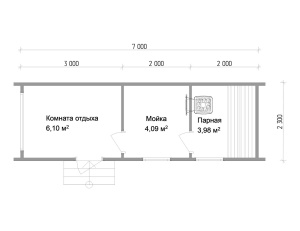 7 000
3 000
2 000
2 000
Комната отдыха
6,10 м²
Мойка
4,09 м²
Парная
3,98 м²
2 300